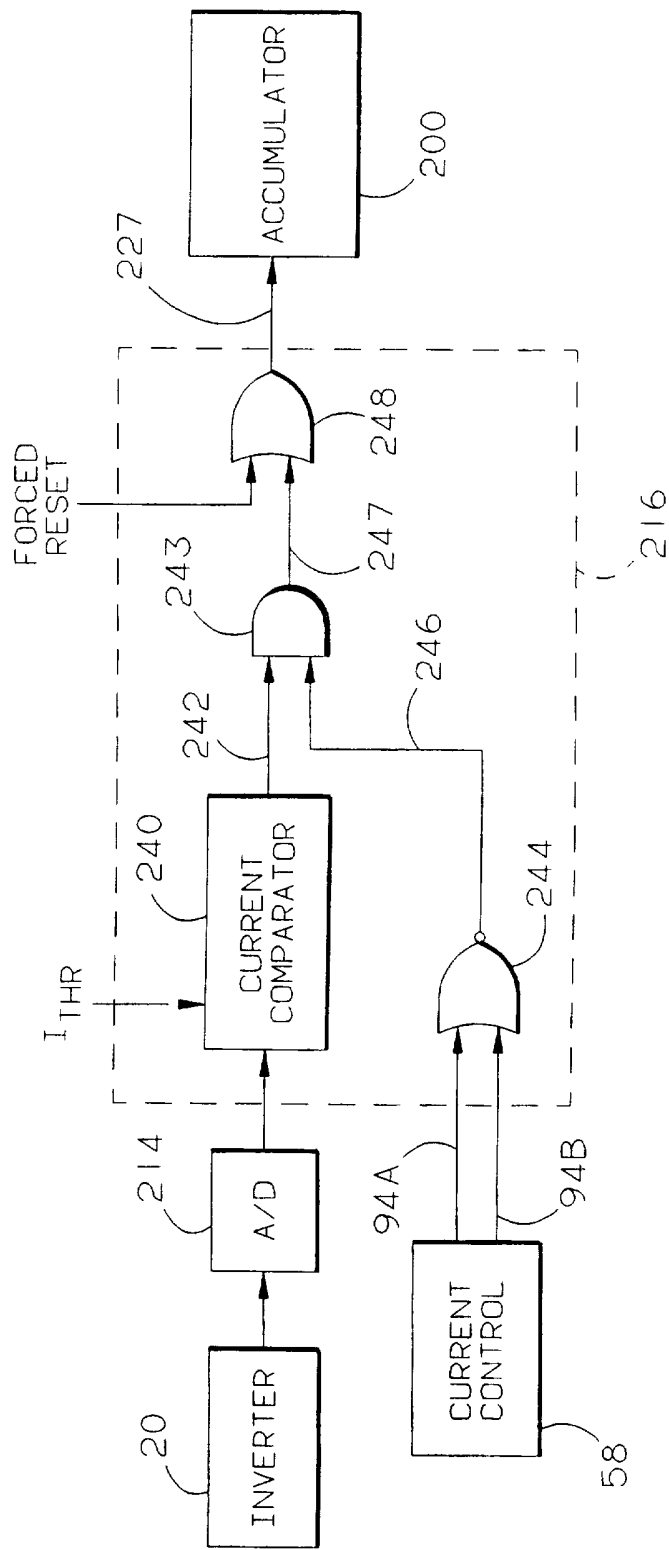 FORCED
RESET
I THR
227
ACCUMULATOR
200
248
243
247
242
240
CURRENT
COMPARATOR
246
216
214
A/D
244
20
INVERTER
94A
94B
CURRENT
CONTROL
58